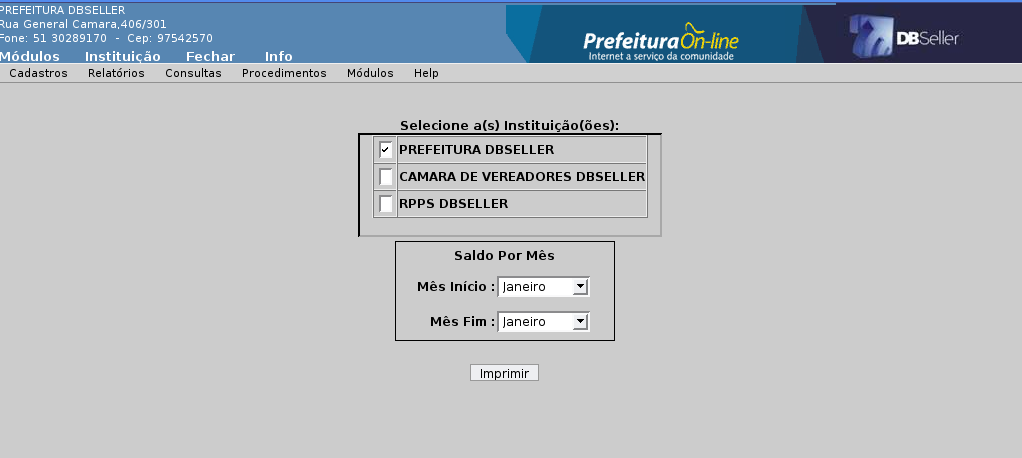 PREFEITURA DBSELLER
Rua General Camara,406/301
Fone: 51 30289170 - Cep: 97542570
Módulos Instituição Fechar Info
PrefeituraOn-line
Internet a serviço da comunidade
DBSeller
Cadastros Relatórios Consultas Procedimentos Módulos Help
Selecione a(s) Instituição(ões):
PREFEITURA DBSELLER
CAMARA DE VEREADORES DBSELLER
RPPS DBSELLER
Saldo Por Mês
Mês Início : Janeiro
Mês Fim : Janeiro
Imprimir